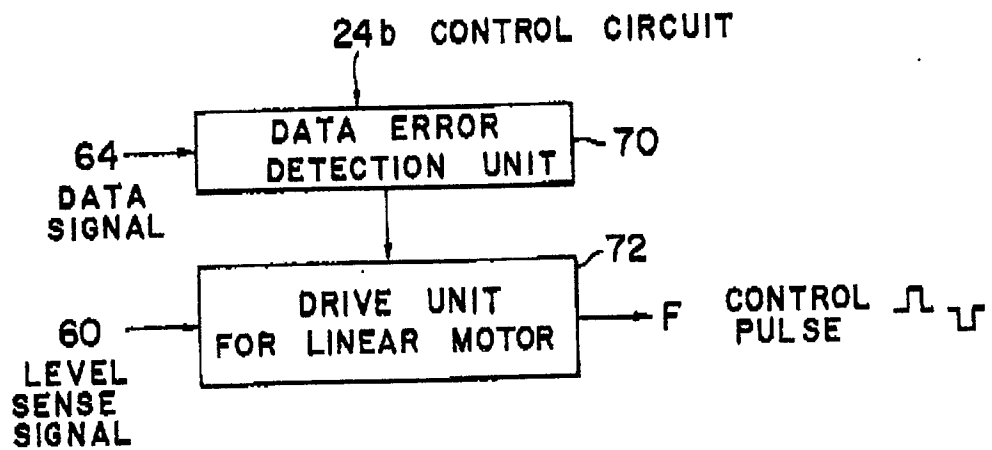 24b CONTROL CIRCUIT
DATA ERROR
DETECTION UNIT
70
64
DATA
SIGNAL
72
DRIVE UNIT
FOR LINEAR MOTOR
60
LEVEL
SENSE
SIGNAL
F
CONTROL
PULSE